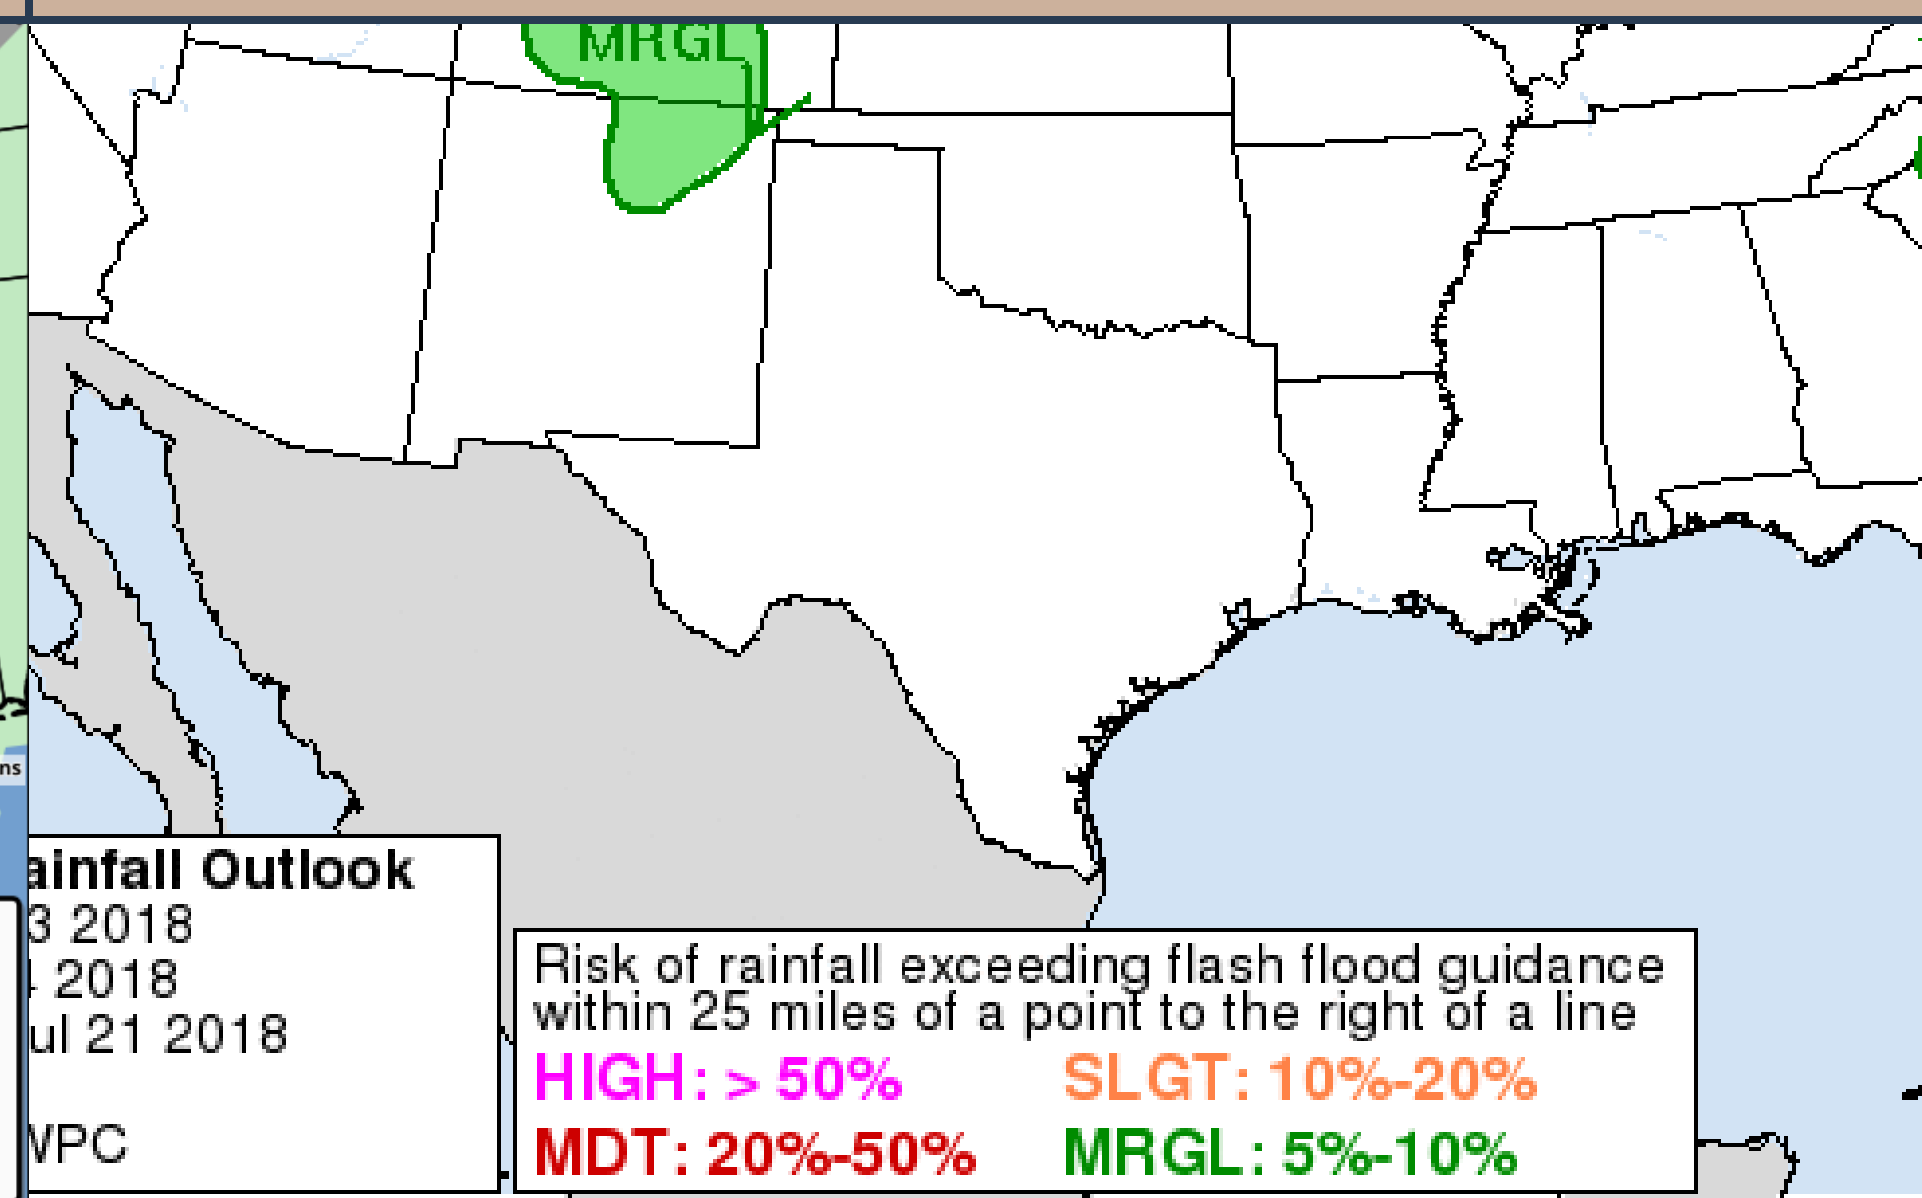 MRGL
ns
ainfall Outlook
3 2018
2018
ul 21 2018
WPC
Risk of rainfall exceeding flash flood guidance
within 25 miles of a point to the right of a line
HIGH: > 50%
SLGT: 10%-20%
MDT: 20%-50%
MRGL: 5%-10%